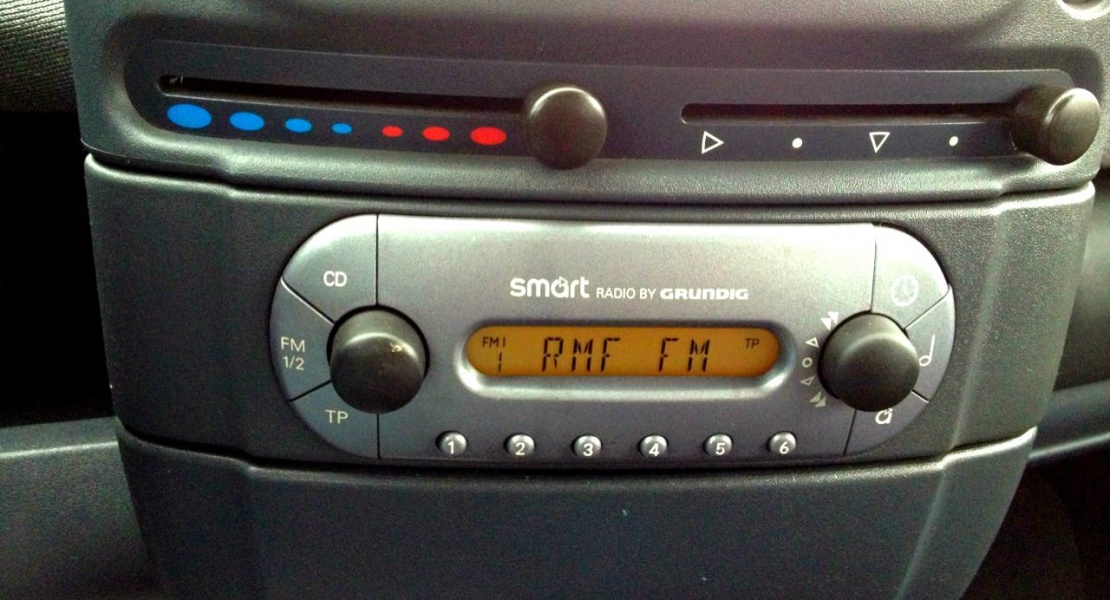 CD
smart RADIO BY GRUNDIG
FM
1/2
FM 1 RMF FM TP
TP
1 2 3 4 5 6